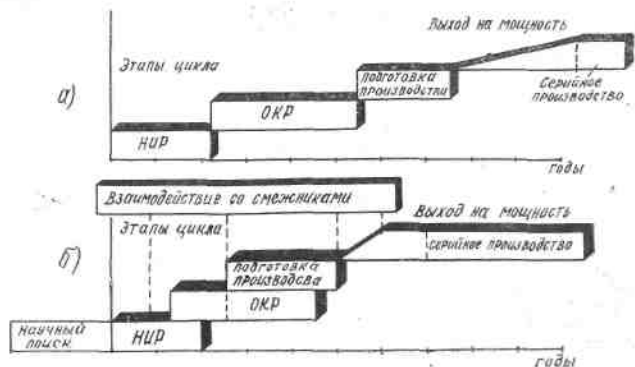 Выход на мощность
Этапы цикла
а)
Подготовка
производства
Серийное
производство
ОКР
НИР
годы
Взаимодействие со смежниками
Этапы цикла
Выход на мощность
б)
Подготовка
производсва
серийное производство
ОКР
Научный
поиск
НИР
годы